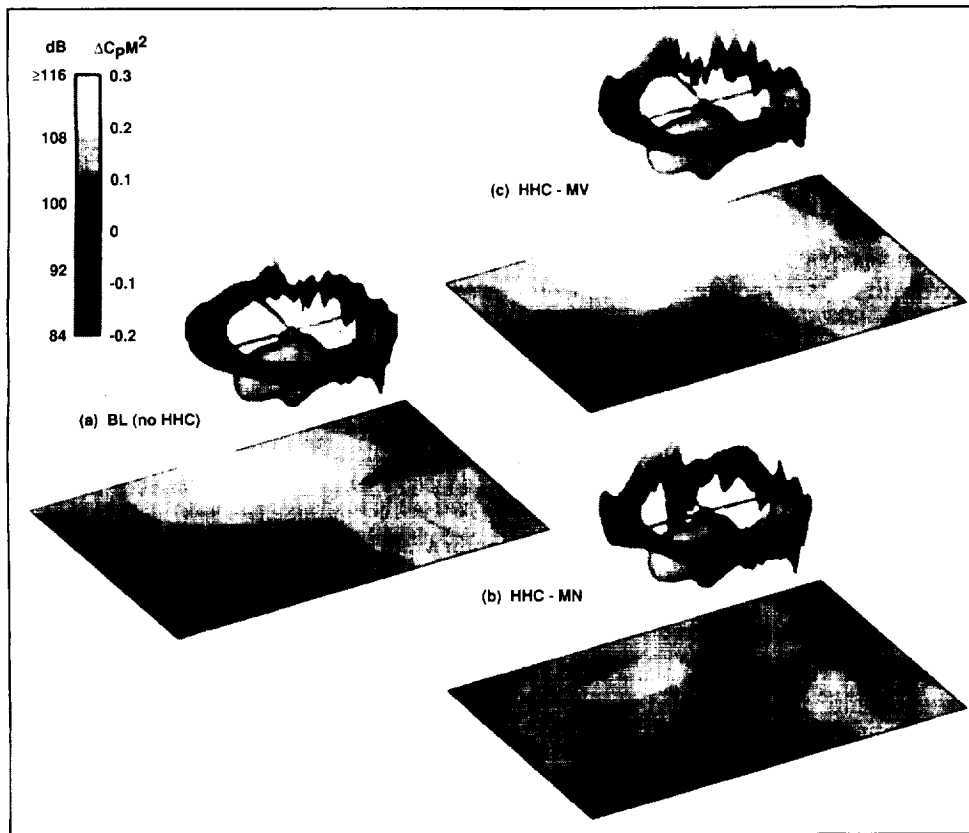 dB ΔCpM²
≥116 0.3
108 0.2
0.1
100
0
92
-0.1
84 -0.2
(c) HHC - MV
(a) BL (no HHC)
(b) HHC - MN